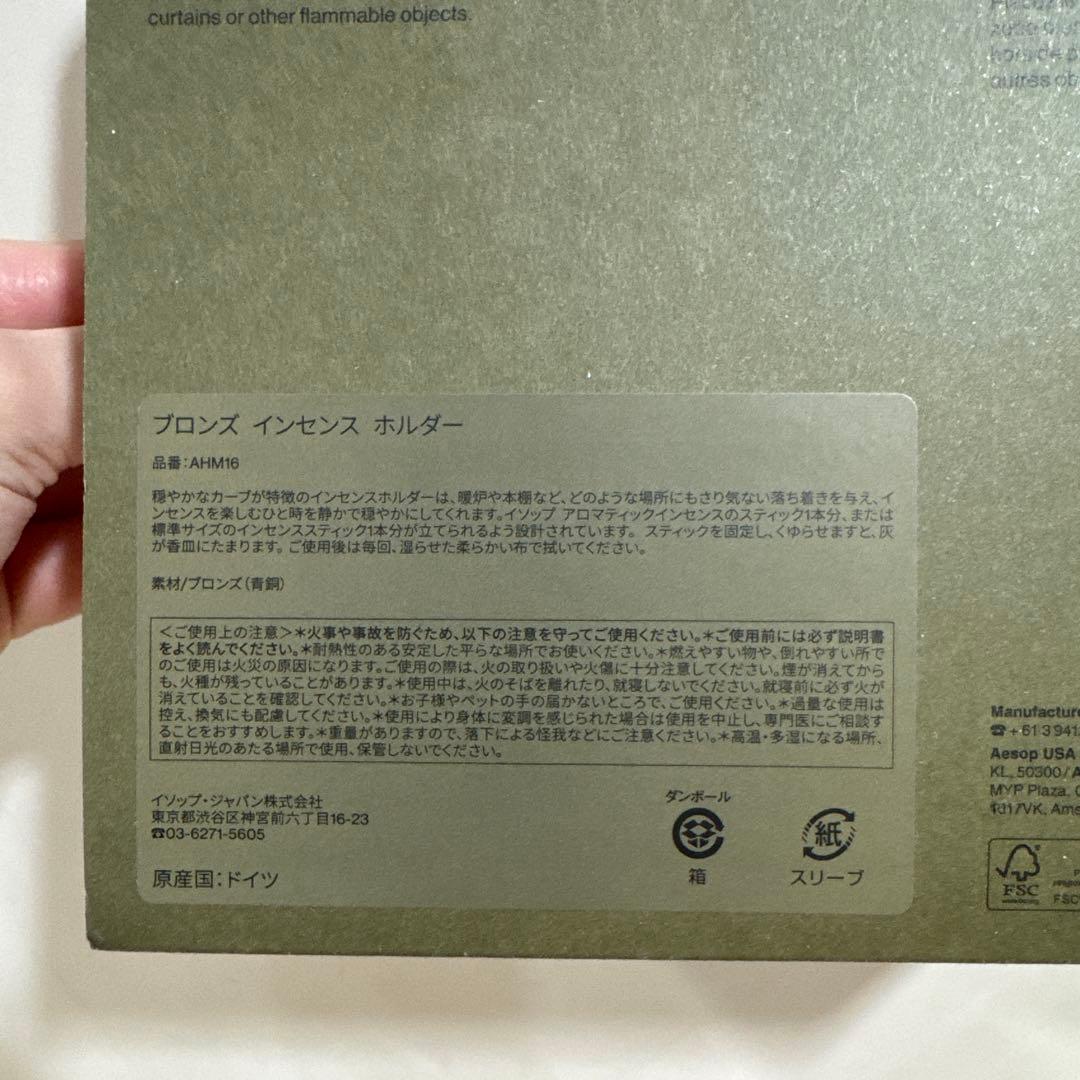 curtains or other flammable objects.
autres
ブロンズ インセンス ホルダー
品番：AHM16
穏やかなカーブが特徴のインセンスホルダーは、暖炉や本棚など、どのような場所にもさり気ない落ち着きを与え、イ
ンセンスを楽しむひと時を静かで穏やかにしてくれます。イソップ アロマティックインセンスのスティック1本分、または
標準サイズのインセンススティック1本分が立てられるよう設計されています。 スティックを固定し、くゆらせますと、灰
が香皿にたまります。ご使用後は毎回、湿らせた柔らかい布で拭いてください。
素材/ブロンズ（青銅）
＜ご使用上の注意＞＊火事や事故を防ぐため、以下の注意を守ってご使用ください。＊ご使用前には必ず説明書
をよく読んでください。＊耐熱性のある安定した平らな場所でお使いください。＊燃えやすい物や、倒れやすい所で
のご使用は火災の原因になります。ご使用の際は、火の取り扱いや火傷に十分注意してください。煙が消えてから
も、火種が残っていることがあります。＊使用中は、火のそばを離れたり、就寝しないでください。就寝前に必ず火が
消えていることを確認してください。＊お子様やペットの手の届かないところで、ご使用ください。＊過量な使用は
控え、換気にも配慮してください。＊使用により身体に変調を感じられた場合は使用を中止し、専門医にご相談す
ることをおすすめします。＊重量がありますので、落下による怪我などにご注意ください。＊高温・多湿になる場所、
直射日光のあたる場所で使用、保管しないでください。
イソップ・ジャパン株式会社
東京都渋谷区神宮前六丁目16-23
☎03-6271-5605
原産国：ドイツ
ダンボール
箱
紙
スリーブ
Manufacture
☎ +61 3 941
Aesop USA
KL, 50300 / A
MYP Plaza,
1017VK, Ams
FSC
FSC